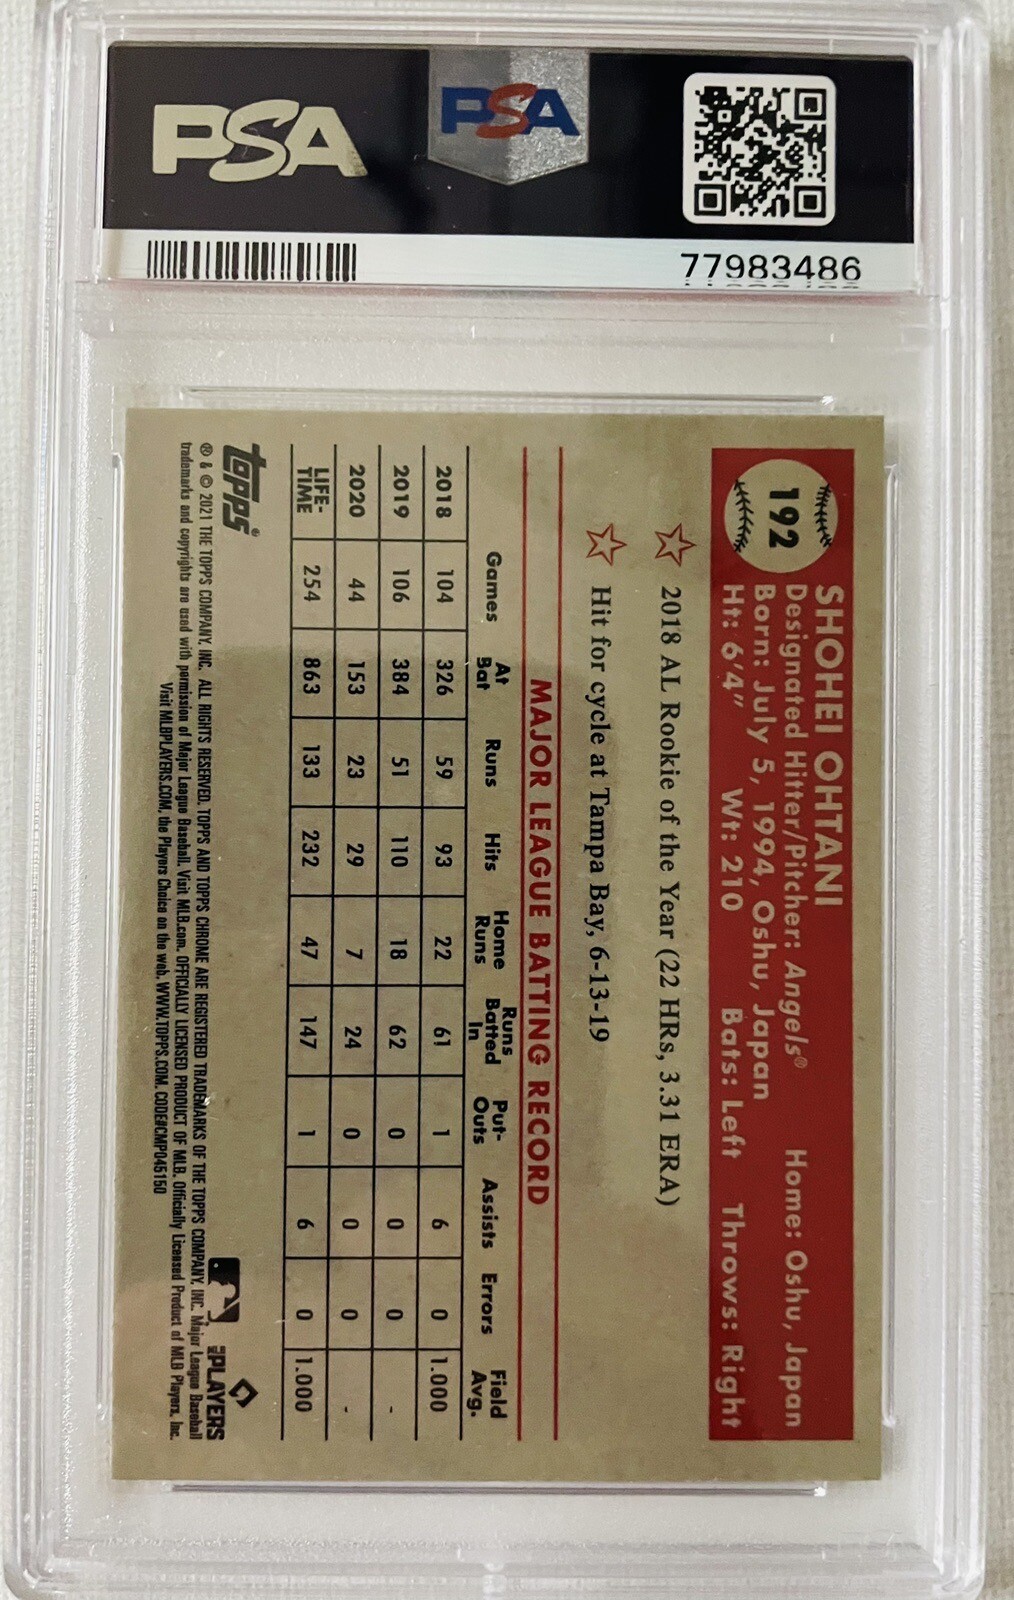 PSA
PSA
77983486
192
SHOHEI OHTANI
Designated Hitter/Pitcher: Angels® Home: Oshu, Japan
Born: July 5, 1994, Oshu, Japan
Ht: 6'4" Wt: 210 Bats: Left Throws: Right
2018 AL Rookie of the Year (22 HRs, 3.31 ERA)
Hit for cycle at Tampa Bay, 6-13-19
MAJOR LEAGUE BATTING RECORD
Games At Bat Runs Hits Home Runs Runs Batted In Put-Outs Assists Errors Field Avg.
2018 104 326 59 93 22 61 1 6 0 1.000
2019 106 384 51 110 18 62 0 0 0 -
2020 44 153 23 29 7 24 0 0 0 -
LIFE-TIME 254 863 133 232 47 147 1 6 0 1.000
topps®
MLB PLAYERS
® & © 2021 THE TOPPS COMPANY, INC. ALL RIGHTS RESERVED. TOPPS AND TOPPS CHROME ARE REGISTERED TRADEMARKS OF THE TOPPS COMPANY, INC. Major League Baseball
trademarks and copyrights are used with permission of Major League Baseball. Visit MLB.com. OFFICIALLY LICENSED PRODUCT OF MLB. Officially Licensed Product of MLB Players, Inc.
Visit MLBPLAYERS.COM, the Players Choice on the web. WWW.TOPPS.COM. CODE#CMP045150